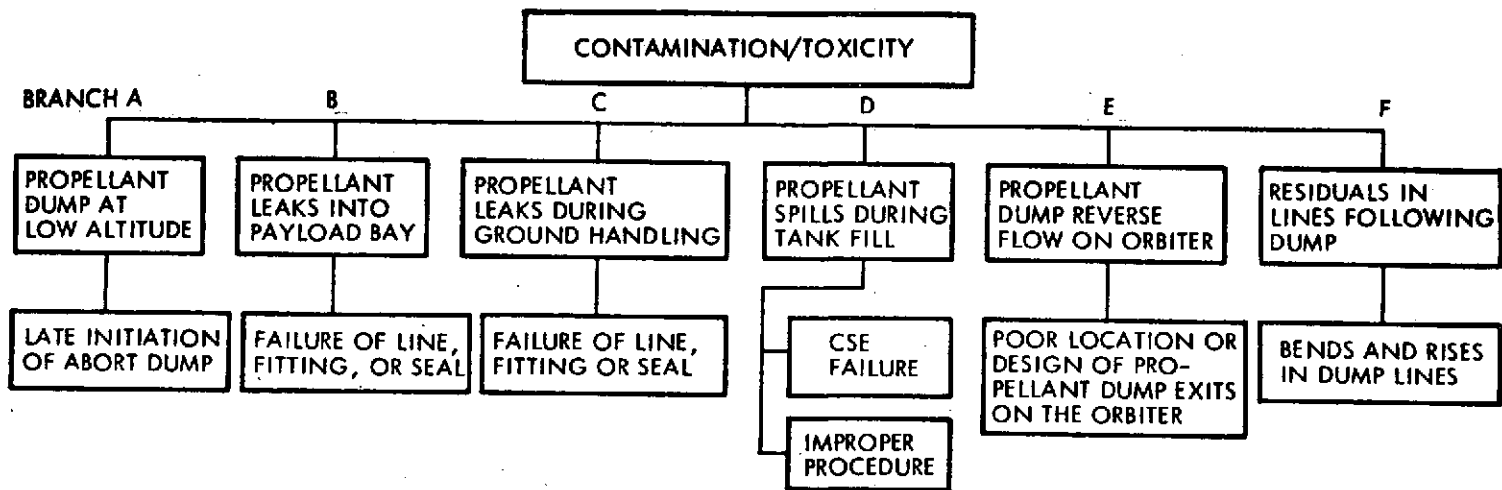 CONTAMINATION/TOXICITY
BRANCH A
B
C
D
E
F
PROPELLANT
DUMP AT
LOW ALTITUDE
PROPELLANT
LEAKS INTO
PAYLOAD BAY
PROPELLANT
LEAKS DURING
GROUND HANDLING
PROPELLANT
SPILLS DURING
TANK FILL
PROPELLANT
DUMP REVERSE
FLOW ON ORBITER
RESIDUALS IN
LINES FOLLOWING
DUMP
LATE INITIATION
OF ABORT DUMP
FAILURE OF LINE,
FITTING, OR SEAL
FAILURE OF LINE,
FITTING OR SEAL
CSE
FAILURE
IMPROPER
PROCEDURE
POOR LOCATION OR
DESIGN OF PRO-
PELLANT DUMP EXITS
ON THE ORBITER
BENDS AND RISES
IN DUMP LINES